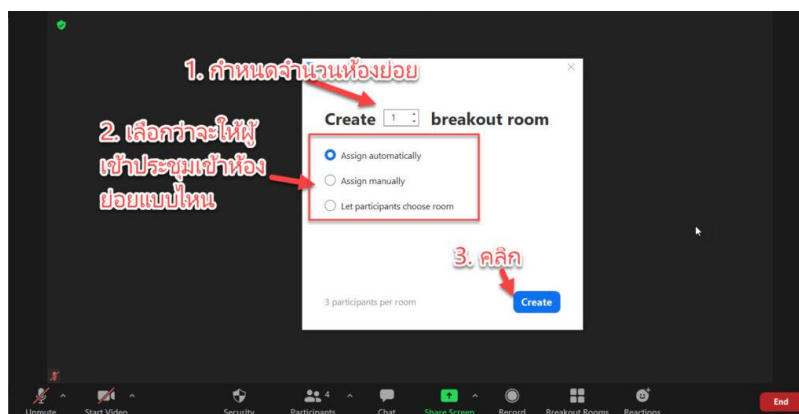 1. กำหนดจำนวนห้องย่อย
Create 1 breakout room
2. เลือกว่าจะให้ผู้
เข้าประชุมเข้าห้อง
ย่อยแบบไหน
Assign automatically
Assign manually
Let participants choose room
3. คลิก
3 participants per room
Create
4
Unmute Start Video Security Participants Chat Share Screen Record Breakout Rooms Reactions
End